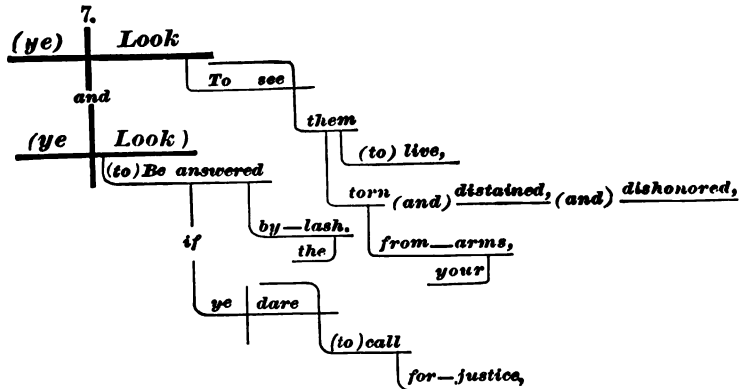 7.
(ye) Look
To see
and
them
(ye Look)
(to) live,
(to) Be answered
torn (and) distained, (and) dishonored,
by—lash.
if
the
from—arms,
your
ye dare
(to) call
for—justice,